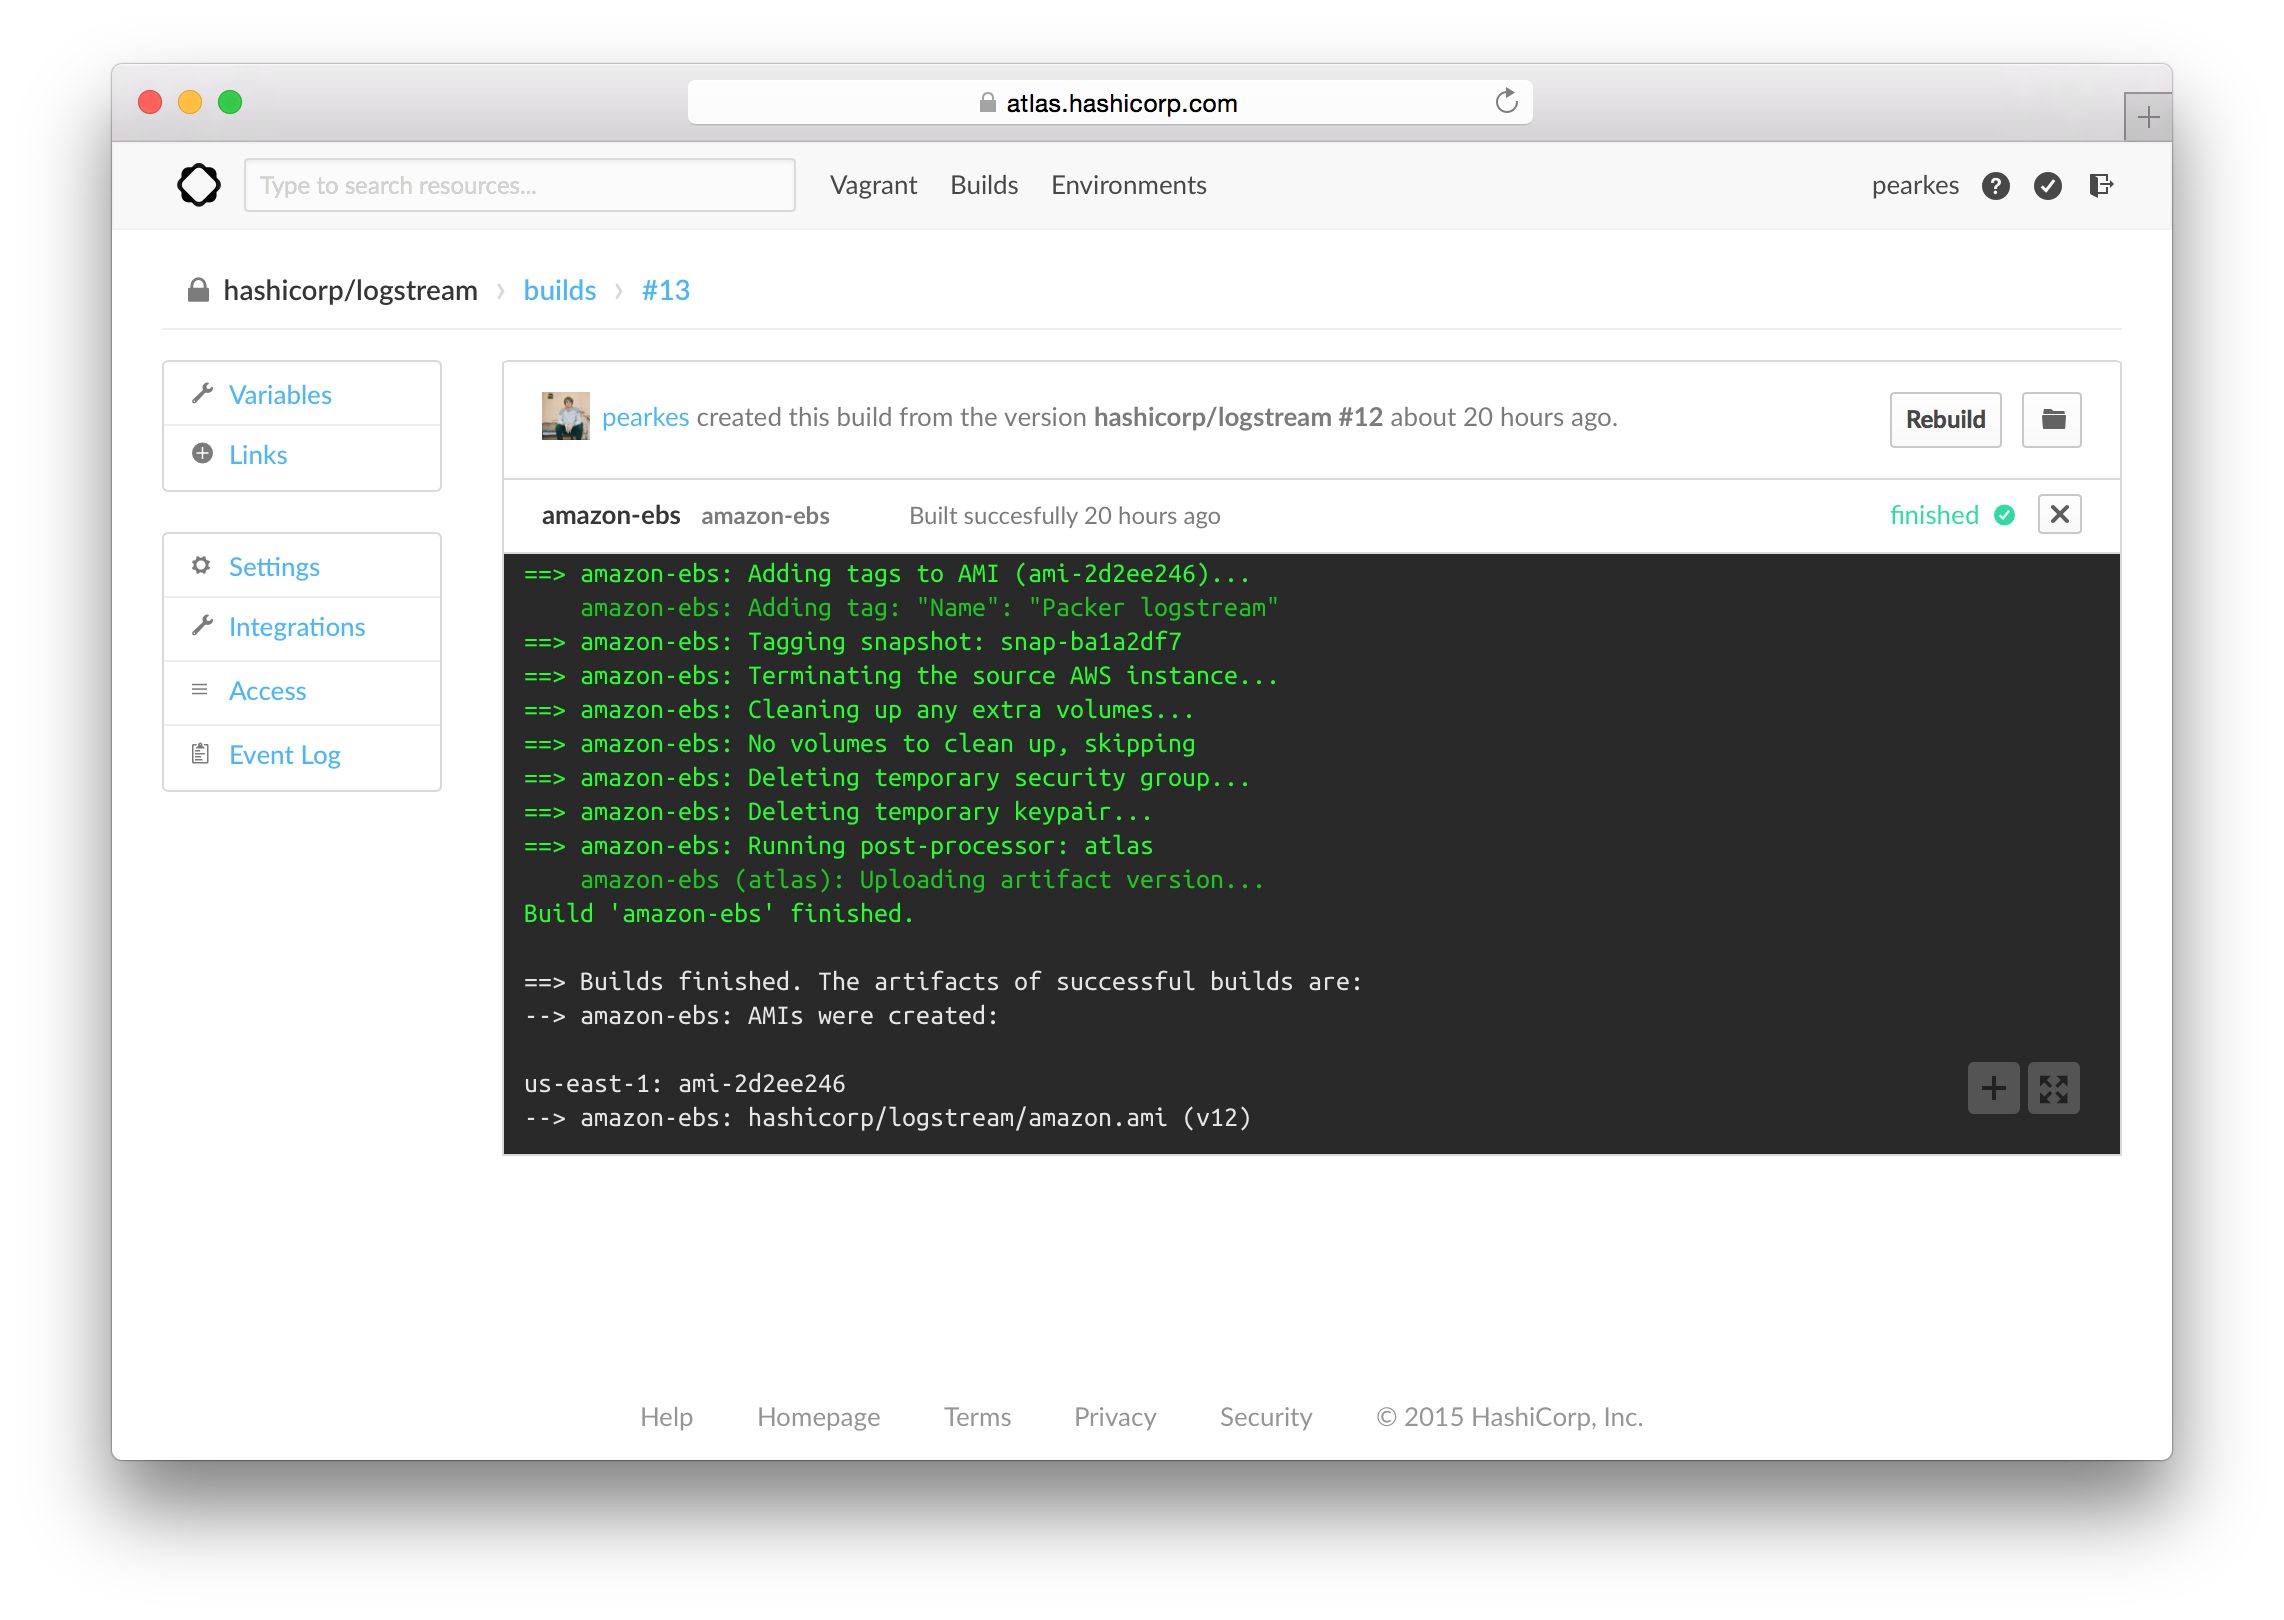 atlas.hashicorp.com
Type to search resources...
Vagrant Builds Environments
pearkes
hashicorp/logstream › builds › #13
Variables
Links
Settings
Integrations
Access
Event Log
pearkes created this build from the version hashicorp/logstream #12 about 20 hours ago.
Rebuild
amazon-ebs amazon-ebs Built succesfully 20 hours ago finished
==> amazon-ebs: Adding tags to AMI (ami-2d2ee246)...
    amazon-ebs: Adding tag: "Name": "Packer logstream"
==> amazon-ebs: Tagging snapshot: snap-ba1a2df7
==> amazon-ebs: Terminating the source AWS instance...
==> amazon-ebs: Cleaning up any extra volumes...
==> amazon-ebs: No volumes to clean up, skipping
==> amazon-ebs: Deleting temporary security group...
==> amazon-ebs: Deleting temporary keypair...
==> amazon-ebs: Running post-processor: atlas
    amazon-ebs (atlas): Uploading artifact version...
Build 'amazon-ebs' finished.
==> Builds finished. The artifacts of successful builds are:
--> amazon-ebs: AMIs were created:
us-east-1: ami-2d2ee246
--> amazon-ebs: hashicorp/logstream/amazon.ami (v12)
Help Homepage Terms Privacy Security © 2015 HashiCorp, Inc.